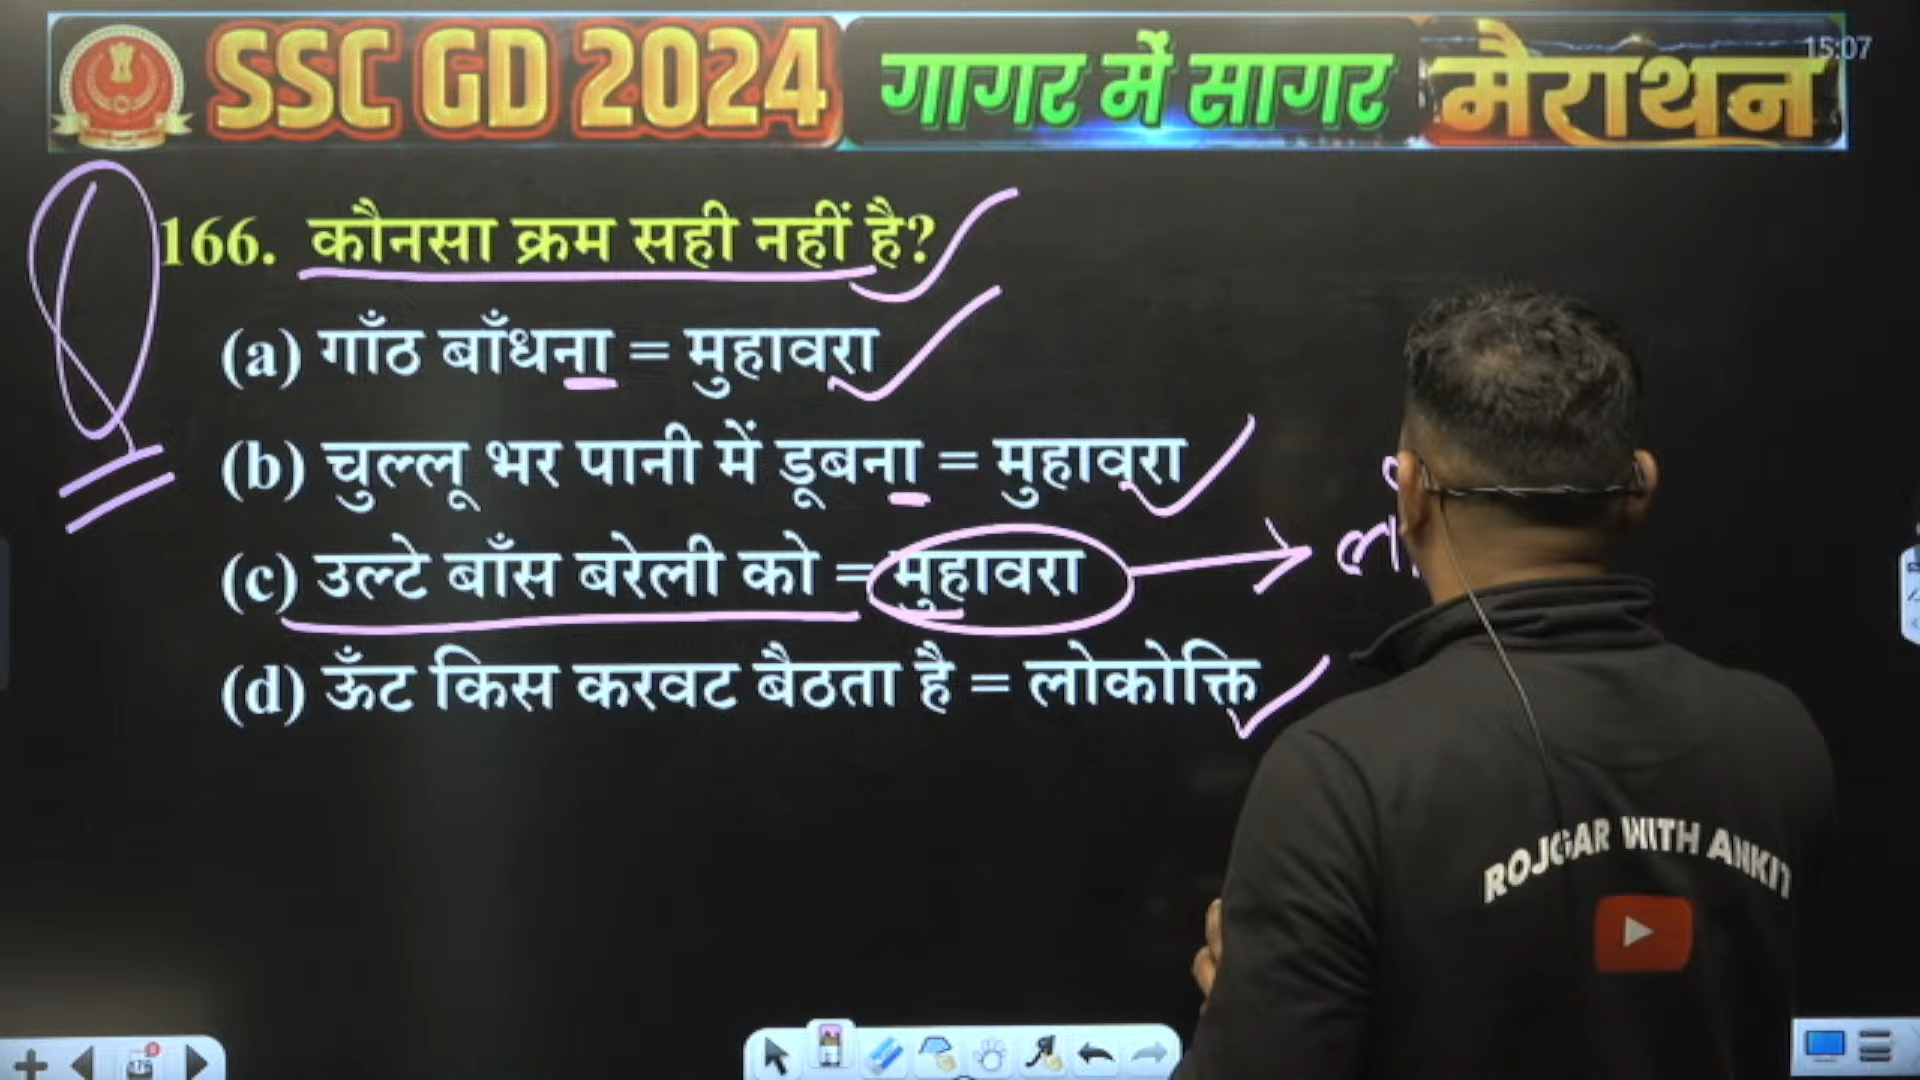 SSC GD 2024 गागर में सागर मैराथन
15:07
166. कौनसा क्रम सही नहीं है?
(a) गाँठ बाँधना = मुहावरा
(b) चुल्लू भर पानी में डूबना = मुहावरा
(c) उल्टे बाँस बरेली को = मुहावरा
(d) ऊँट किस करवट बैठता है = लोकोक्ति
ROJGAR WITH ANKIT